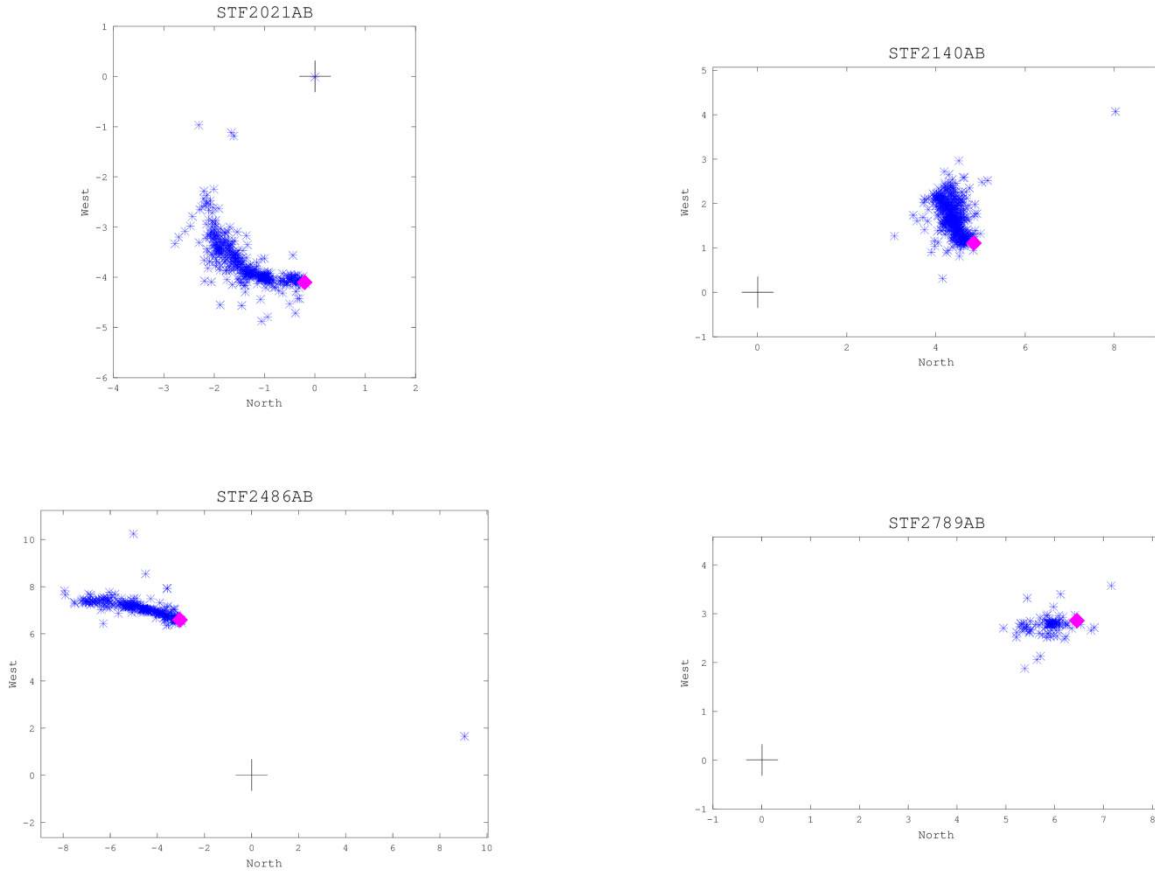 STF2021AB
1
0
-1
-2
-3
-4
-5
-6
West
-4 -3 -2 -1 0 1 2
North
STF2140AB
5
4
3
2
1
0
-1
West
0 2 4 6 8
North
STF2486AB
10
8
6
4
2
0
-2
West
-8 -6 -4 -2 0 2 4 6 8 10
North
STF2789AB
4
3
2
1
0
-1
West
-1 0 1 2 3 4 5 6 7 8
North